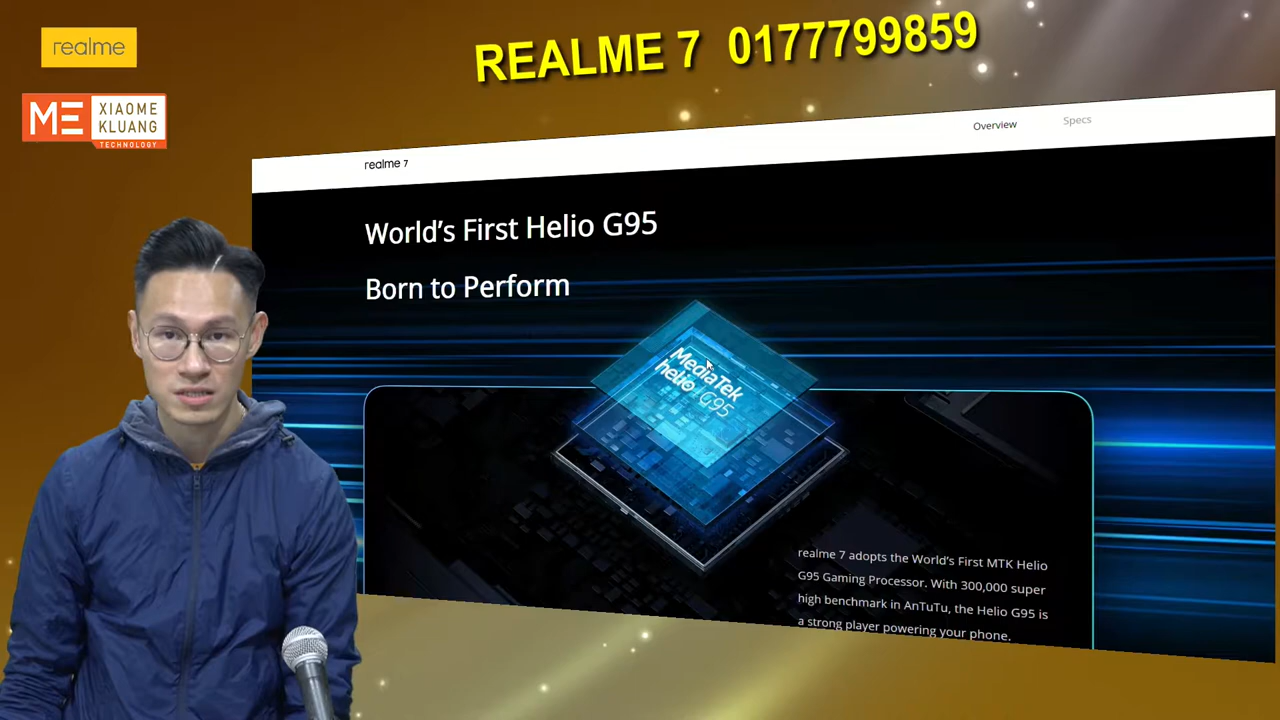 realme
REALME 7 0177799859
ME XIAOME
KLUANG
TECHNOLOGY
Overview
Specs
realme 7
World's First Helio G95
Born to Perform
MediaTek
helio G95
realme 7 adopts the World's First MTK Helio
G95 Gaming Processor. With 300,000 super
high benchmark in AnTuTu, the Helio G95 is
a strong player powering your phone.